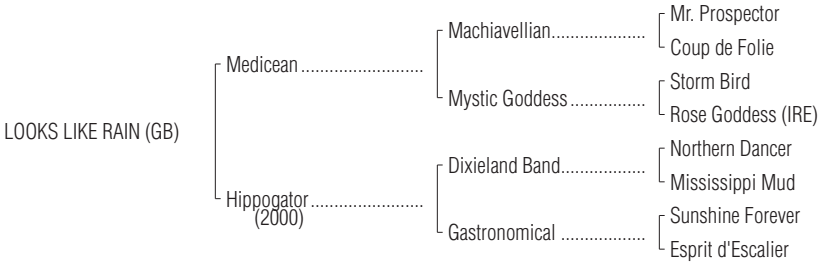 Mr. Prospector
Machiavellian....................
Coup de Folie
Medicean..........................
Storm Bird
Mystic Goddess................
Rose Goddess (IRE)
LOOKS LIKE RAIN (GB)
Northern Dancer
Dixieland Band..................
Mississippi Mud
Hippogator........................
(2000)
Sunshine Forever
Gastronomical ..................
Esprit d'Escalier